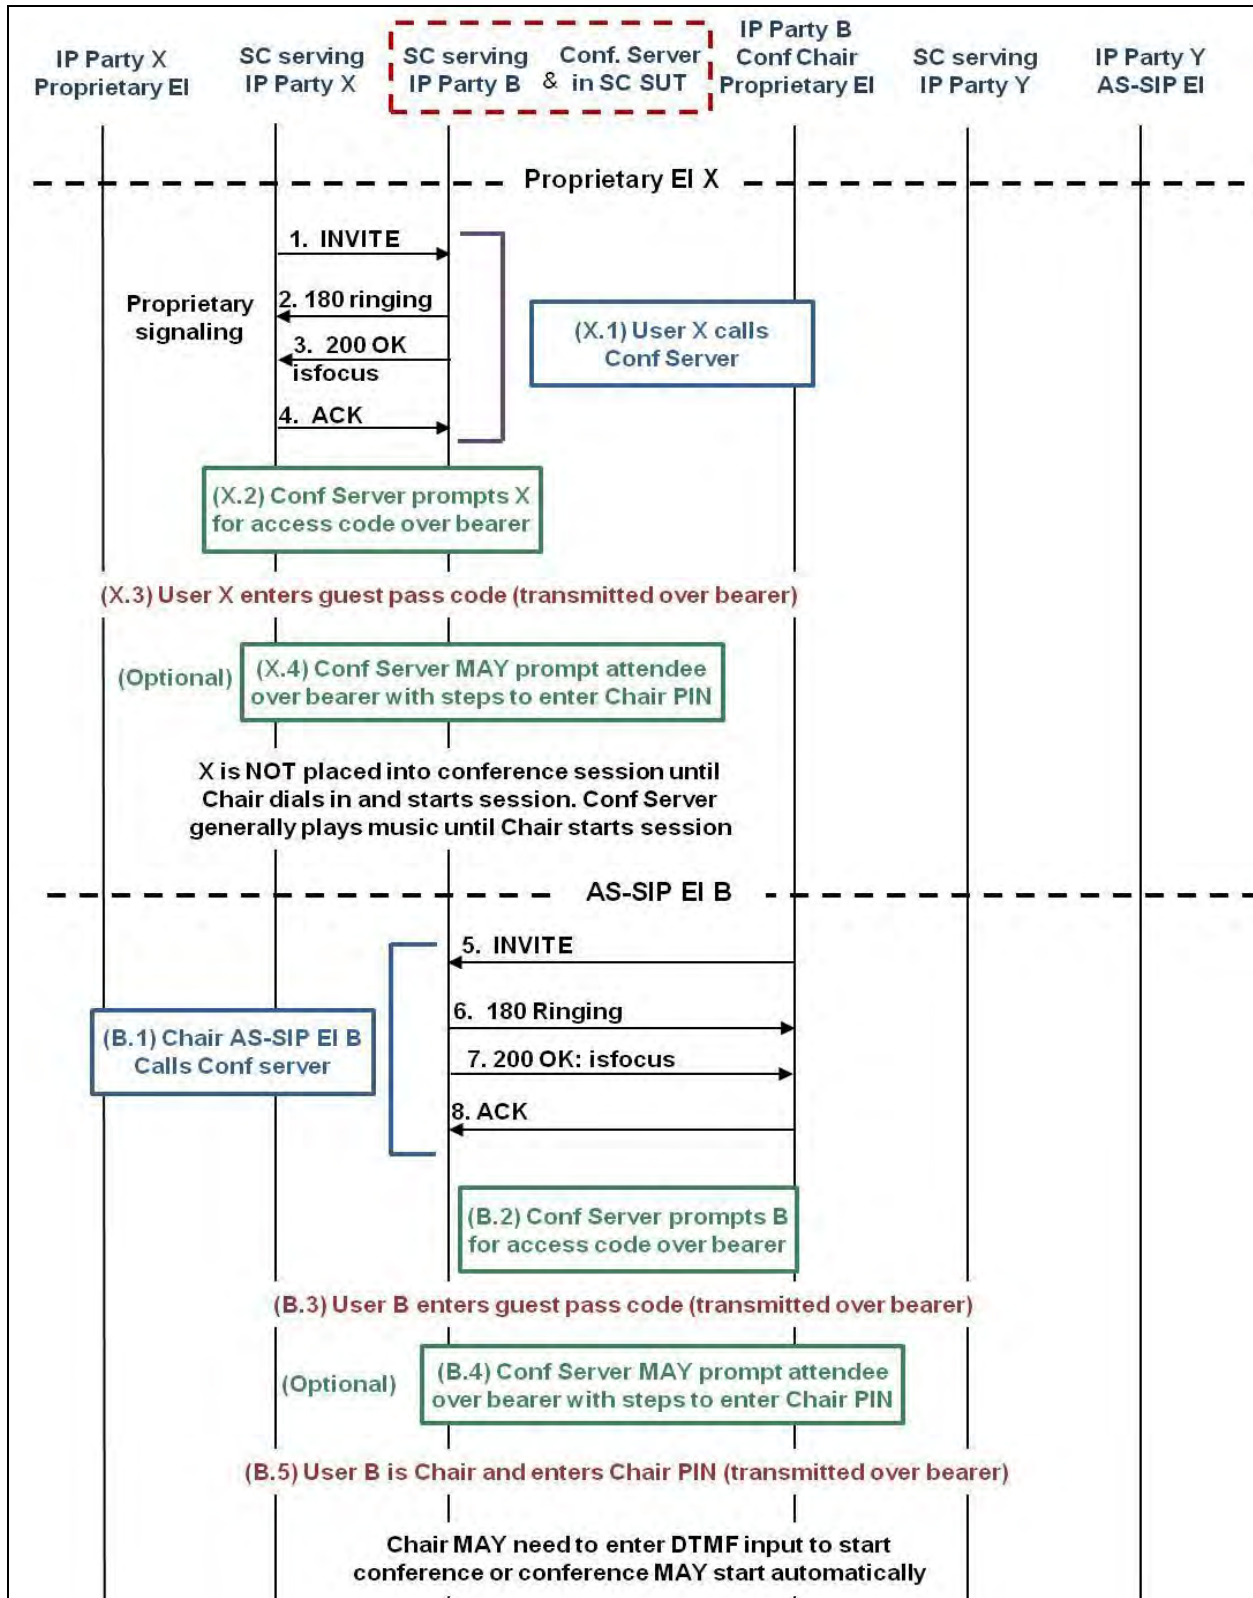 IP Party X
Proprietary EI
SC serving
IP Party X
SC serving
IP Party B
&
Conf. Server
in SC SUT
IP Party B
Conf Chair
Proprietary EI
SC serving
IP Party Y
IP Party Y
AS-SIP EI
Proprietary EI X
1. INVITE
2. 180 ringing
3. 200 OK
isfocus
4. ACK
Proprietary
signaling
(X.1) User X calls
Conf Server
(X.2) Conf Server prompts X
for access code over bearer
(X.3) User X enters guest pass code (transmitted over bearer)
(Optional)
(X.4) Conf Server MAY prompt attendee
over bearer with steps to enter Chair PIN
X is NOT placed into conference session until
Chair dials in and starts session. Conf Server
generally plays music until Chair starts session
AS-SIP EI B
5. INVITE
6. 180 Ringing
7. 200 OK: isfocus
8. ACK
(B.1) Chair AS-SIP EI B
Calls Conf server
(B.2) Conf Server prompts B
for access code over bearer
(B.3) User B enters guest pass code (transmitted over bearer)
(Optional)
(B.4) Conf Server MAY prompt attendee
over bearer with steps to enter Chair PIN
(B.5) User B is Chair and enters Chair PIN (transmitted over bearer)
Chair MAY need to enter DTMF input to start
conference or conference MAY start automatically